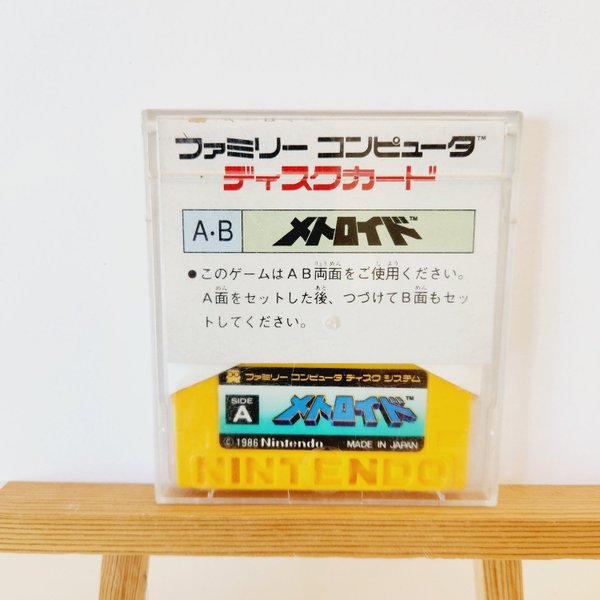 ファミリー コンピュータ™
ディスクカード
A・B メトロイド™
●このゲームはAB両面をご使用ください。
A面をセットした後、つづけてB面もセッ
トしてください。
ファミリー コンピュータ ディスク システム
SIDE A メトロイド™
©1986 Nintendo MADE IN JAPAN
NINTENDO